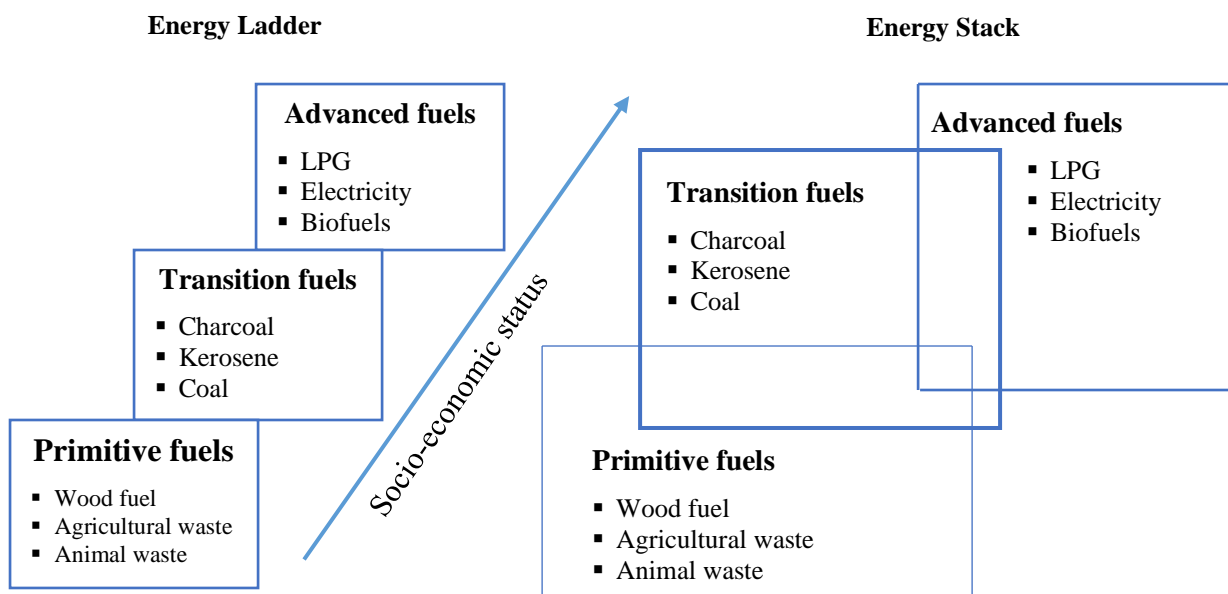 Energy Ladder
Advanced fuels
▪ LPG
▪ Electricity
▪ Biofuels
Transition fuels
▪ Charcoal
▪ Kerosene
▪ Coal
Primitive fuels
▪ Wood fuel
▪ Agricultural waste
▪ Animal waste
Socio-economic status
Energy Stack
Advanced fuels
▪ LPG
▪ Electricity
▪ Biofuels
Transition fuels
▪ Charcoal
▪ Kerosene
▪ Coal
Primitive fuels
▪ Wood fuel
▪ Agricultural waste
▪ Animal waste